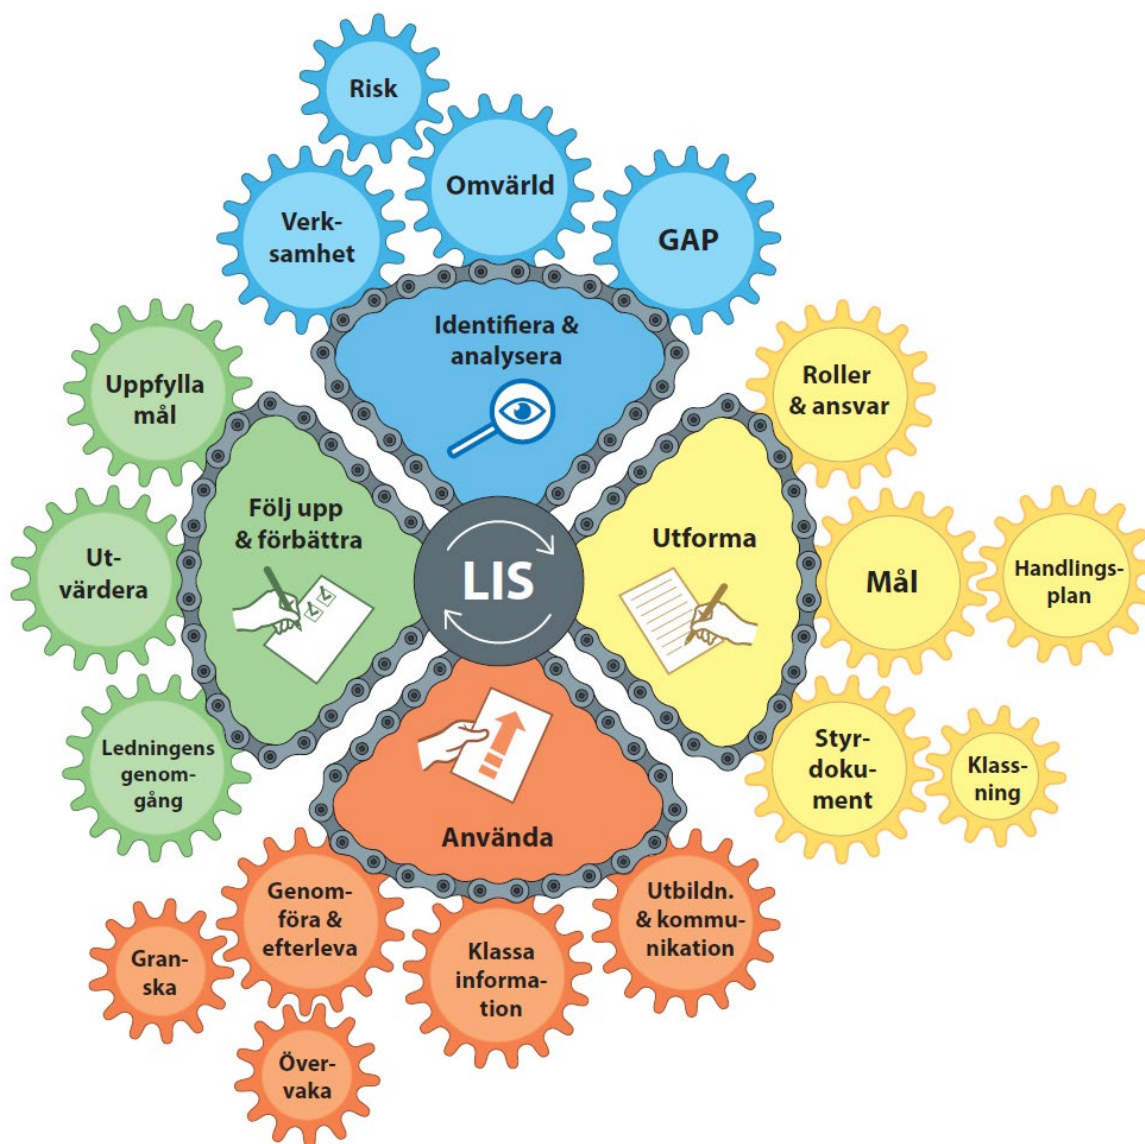 Risk
Omvärld
Verk-
samhet
GAP
Identifiera &
analysera
Uppfylla
mål
Roller
& ansvar
Följ upp
& förbättra
Utforma
Ut-
värdera
LIS
Mål
Handlings-
plan
Ledningens
genom-
gång
Styr-
doku-
ment
Klass-
ning
Använda
Genom-
föra &
efterleva
Utbildn.
& kommu-
nikation
Gran-
ska
Klassa
informa-
tion
Över-
vaka